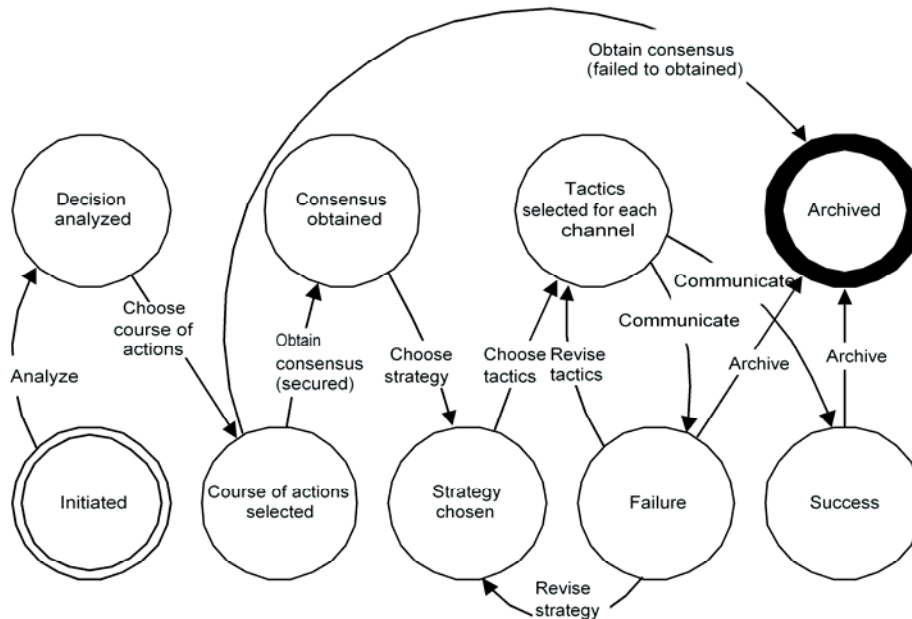 Obtain consensus
(failed to obtained)
Decision
analyzed
Consensus
obtained
Tactics
selected for each
channel
Archived
Communicate
Communicate
Choose
course of
actions
Obtain
consensus
(secured)
Choose
strategy
Choose
tactics
Revise
tactics
Archive
Archive
Analyze
Initiated
Course of actions
selected
Strategy
chosen
Failure
Success
Revise
strategy